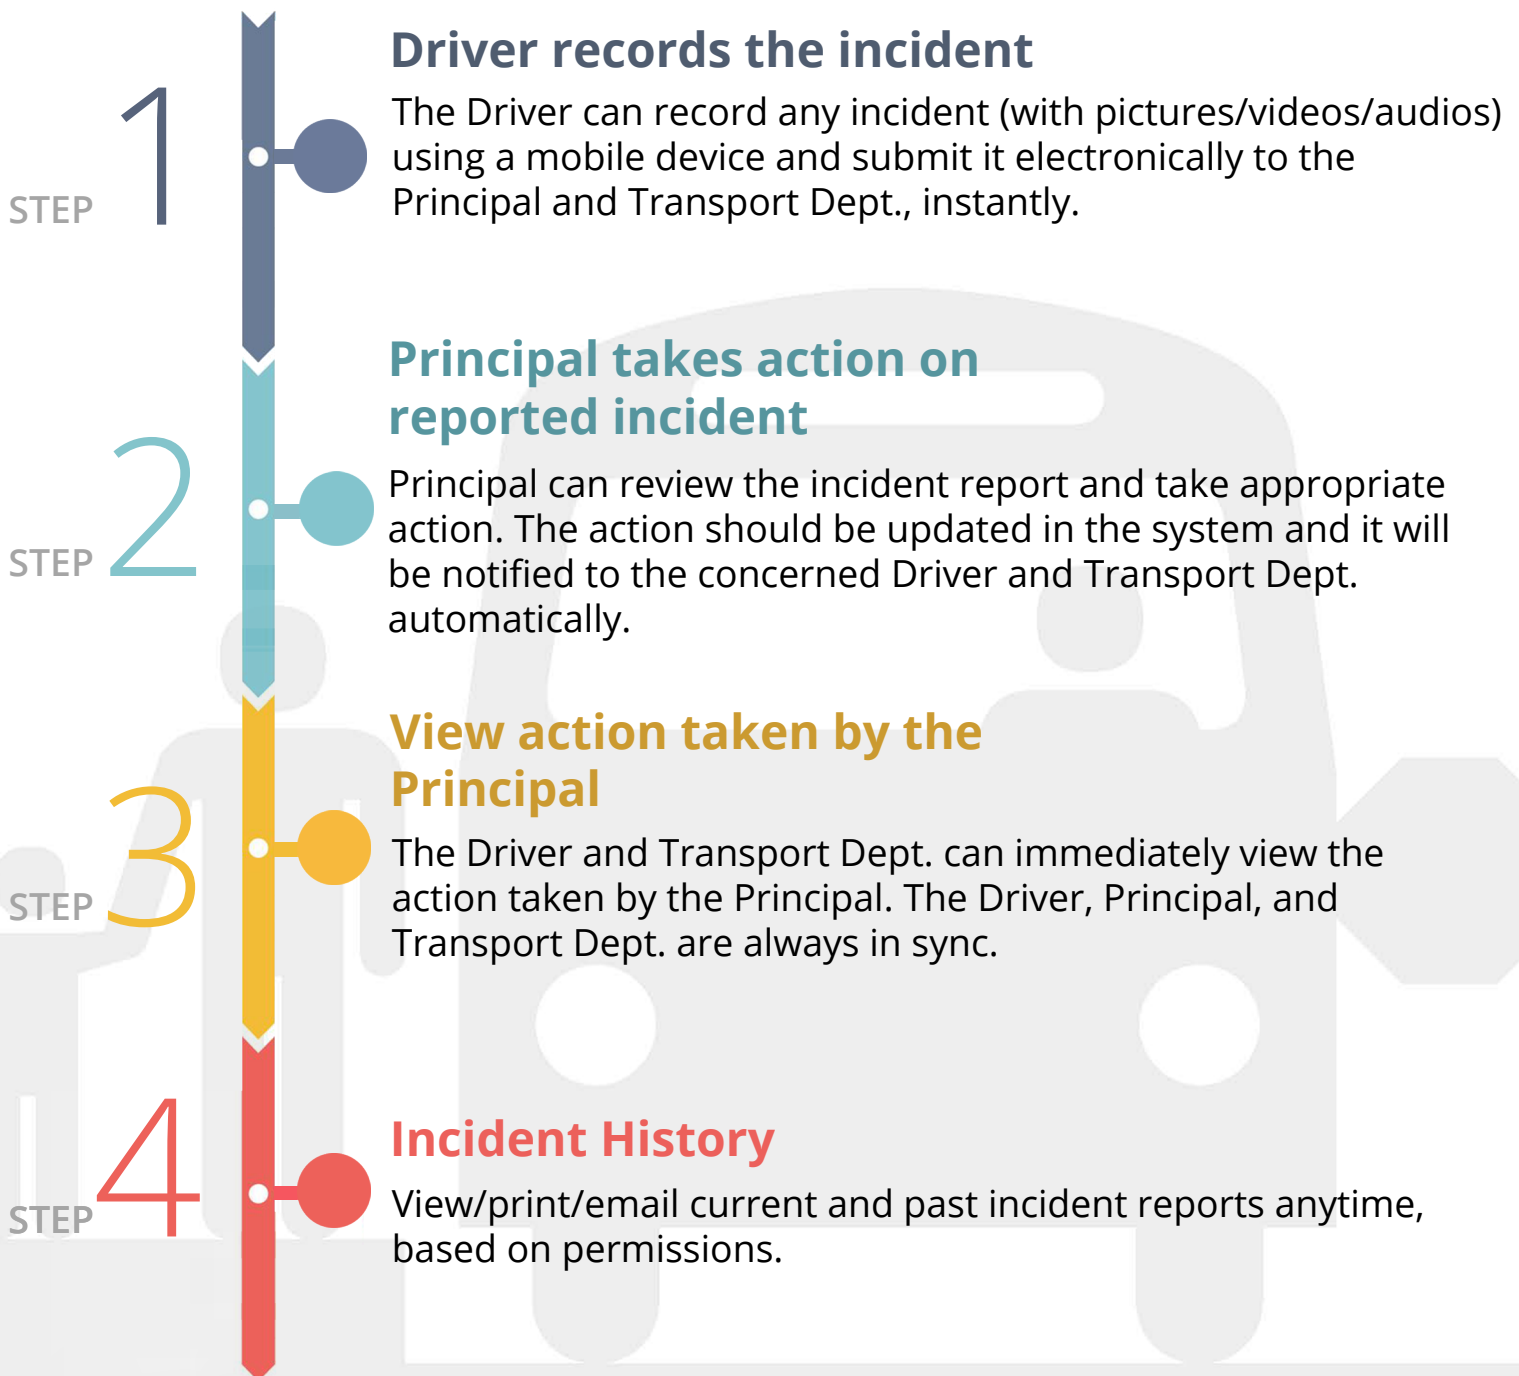 STEP 1
Driver records the incident
The Driver can record any incident (with pictures/videos/audios)
using a mobile device and submit it electronically to the
Principal and Transport Dept., instantly.
STEP 2
Principal takes action on
reported incident
Principal can review the incident report and take appropriate
action. The action should be updated in the system and it will
be notified to the concerned Driver and Transport Dept.
automatically.
STEP 3
View action taken by the
Principal
The Driver and Transport Dept. can immediately view the
action taken by the Principal. The Driver, Principal, and
Transport Dept. are always in sync.
STEP 4
Incident History
View/print/email current and past incident reports anytime,
based on permissions.